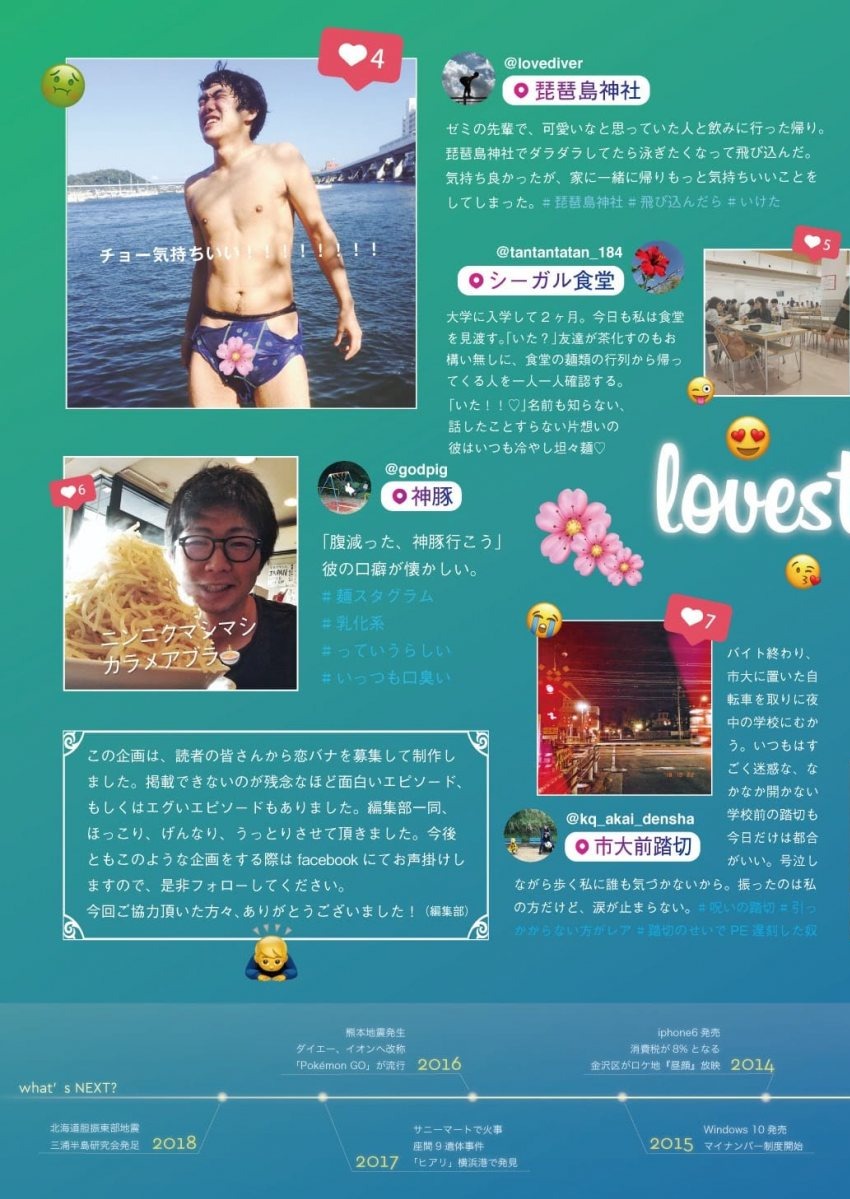 4
@lovediver
琵琶島神社
ゼミの先輩で、可愛いなと思っていた人と飲みに行った帰り。
琵琶島神社でダラダラしてたら泳ぎたくなって飛び込んだ。
気持ち良かったが、家に一緒に帰りもっと気持ちいいことを
してしまった。# 琵琶島神社 # 飛び込んだら # いけた
チョー気持ちいい！！！！！！！！
@tantantatan_184
シーガル食堂
5
大学に入学して２ヶ月。今日も私は食堂
を見渡す。「いた？」友達が茶化すのもお
構い無しに、食堂の麺類の行列から帰っ
てくる人を一人一人確認する。
「いた！！♡」名前も知らない、
話したことすらない片想いの
彼はいつも冷やし坦々麺♡
lovest
6
ニンニクマシマシ
カラメアブラ
@godpig
神豚
「腹減った、神豚行こう」
彼の口癖が懐かしい。
# 麺スタグラム
# 乳化系
# っていうらしい
# いっつも口臭い
7
バイト終わり、
市大に置いた自
転車を取りに夜
中の学校にむか
う。いつもはす
ごく迷惑な、な
かなか開かない
学校前の踏切も
今日だけは都合
がいい。号泣し
ながら歩く私に誰も気づかないから。振ったのは私
の方だけど、涙が止まらない。# 呪いの踏切 # 引っ
かからない方がレア # 踏切のせいで PE 遅刻した奴
@kq_akai_densha
市大前踏切
この企画は、読者の皆さんから恋バナを募集して制作し
ました。掲載できないのが残念なほど面白いエピソード、
もしくはエグいエピソードもありました。編集部一同、
ほっこり、げんなり、うっとりさせて頂きました。今後
ともこのような企画をする際は facebook にてお声掛けし
ますので、是非フォローしてください。
今回ご協力頂いた方々、ありがとうございました！（編集部）
what's NEXT?
北海道胆振東部地震
三浦半島研究会発足 2018
熊本地震発生
ダイエー、イオンへ改称
「Pokémon GO」が流行 2016
2017
サニーマートで火事
座間９遺体事件
「ヒアリ」横浜港で発見
iphone6 発売
消費税が 8% となる
金沢区がロケ地『昼顔』放映 2014
2015
Windows 10 発売
マイナンバー制度開始